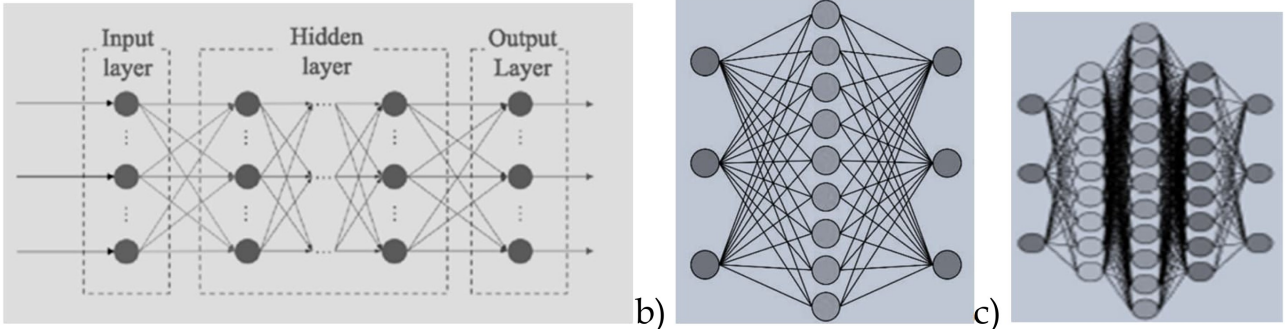 Input
layer
Hidden
layer
Output
Layer
b)
c)